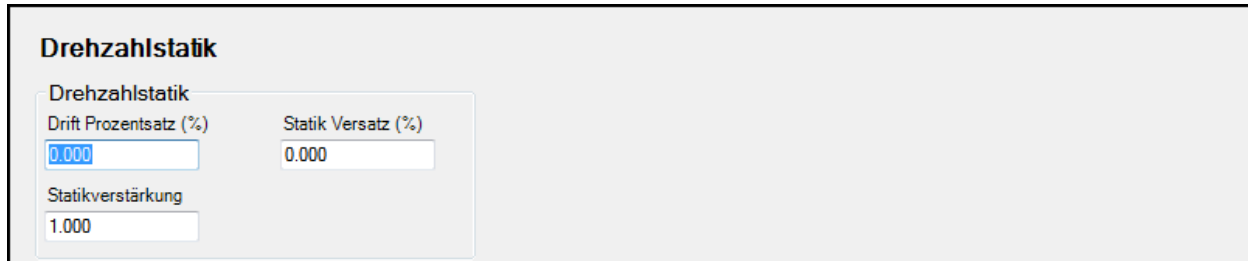 Drehzahlstatik
Drehzahlstatik
Drift Prozentsatz (%) Statik Versatz (%)
0.000 0.000
Statikverstärkung
1.000